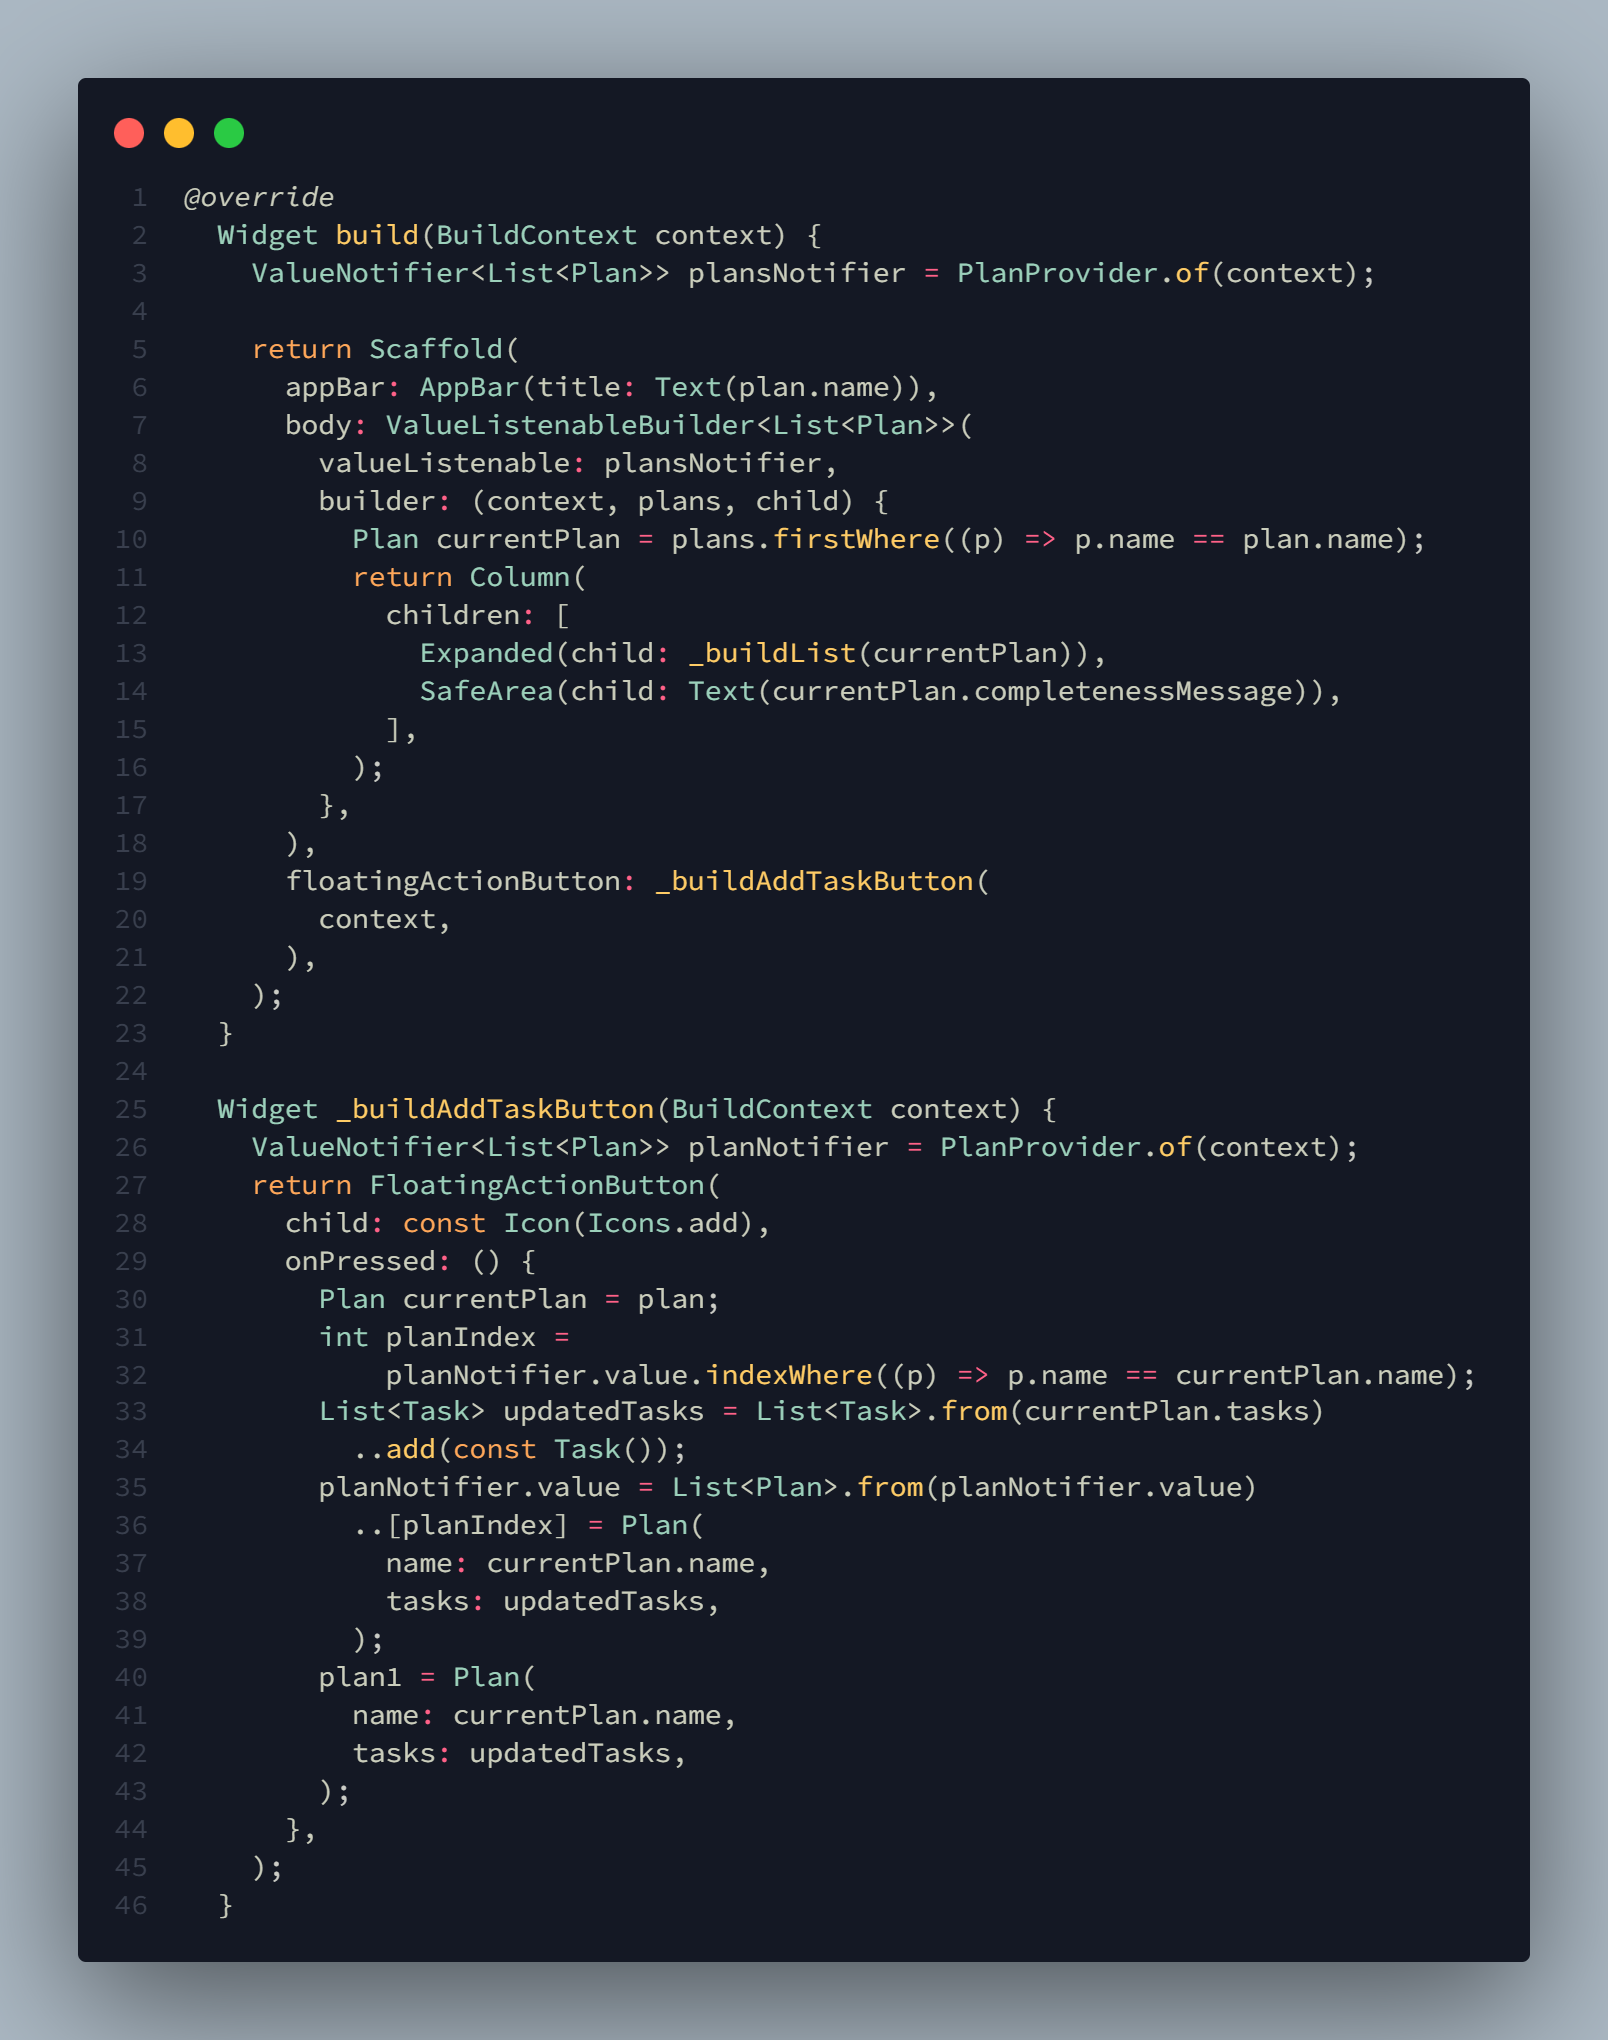 1 @override
2   Widget build(BuildContext context) {
3     ValueNotifier<List<Plan>> plansNotifier = PlanProvider.of(context);
4
5     return Scaffold(
6       appBar: AppBar(title: Text(plan.name)),
7       body: ValueListenableBuilder<List<Plan>>(
8         valueListenable: plansNotifier,
9         builder: (context, plans, child) {
10           Plan currentPlan = plans.firstWhere((p) => p.name == plan.name);
11           return Column(
12             children: [
13               Expanded(child: _buildList(currentPlan)),
14               SafeArea(child: Text(currentPlan.completenessMessage)),
15             ],
16           );
17         },
18       ),
19       floatingActionButton: _buildAddTaskButton(
20         context,
21       ),
22     );
23   }
24
25   Widget _buildAddTaskButton(BuildContext context) {
26     ValueNotifier<List<Plan>> planNotifier = PlanProvider.of(context);
27     return FloatingActionButton(
28       child: const Icon(Icons.add),
29       onPressed: () {
30         Plan currentPlan = plan;
31         int planIndex =
32             planNotifier.value.indexWhere((p) => p.name == currentPlan.name);
33         List<Task> updatedTasks = List<Task>.from(currentPlan.tasks)
34           ..add(const Task());
35         planNotifier.value = List<Plan>.from(planNotifier.value)
36           ..[planIndex] = Plan(
37             name: currentPlan.name,
38             tasks: updatedTasks,
39           );
40         plan1 = Plan(
41           name: currentPlan.name,
42           tasks: updatedTasks,
43         );
44       },
45     );
46   }